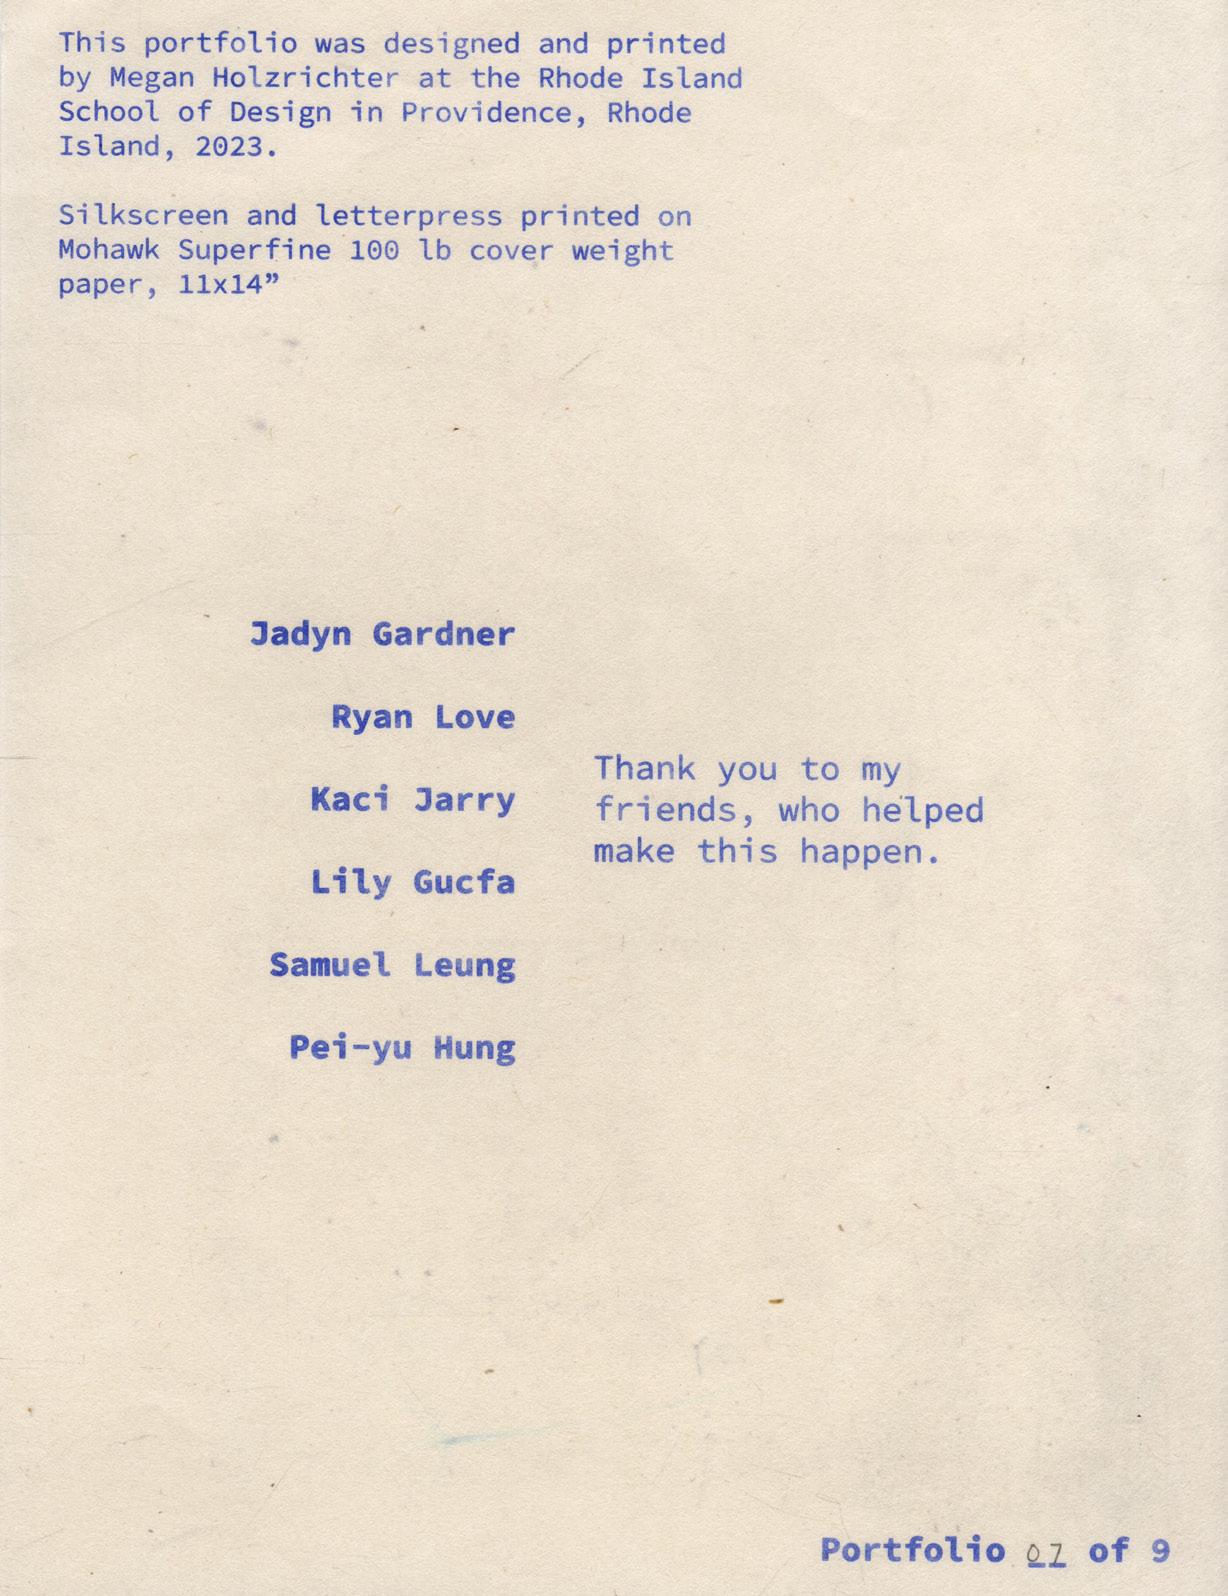 This portfolio was designed and printed
by Megan Holzrichter at the Rhode Island
School of Design in Providence, Rhode
Island, 2023.
Silkscreen and letterpress printed on
Mohawk Superfine 100 lb cover weight
paper, 11x14”
Jadyn Gardner
Ryan Love
Kaci Jarry
Lily Gucfa
Samuel Leung
Pei-yu Hung
Thank you to my
friends, who helped
make this happen.
Portfolio of 9